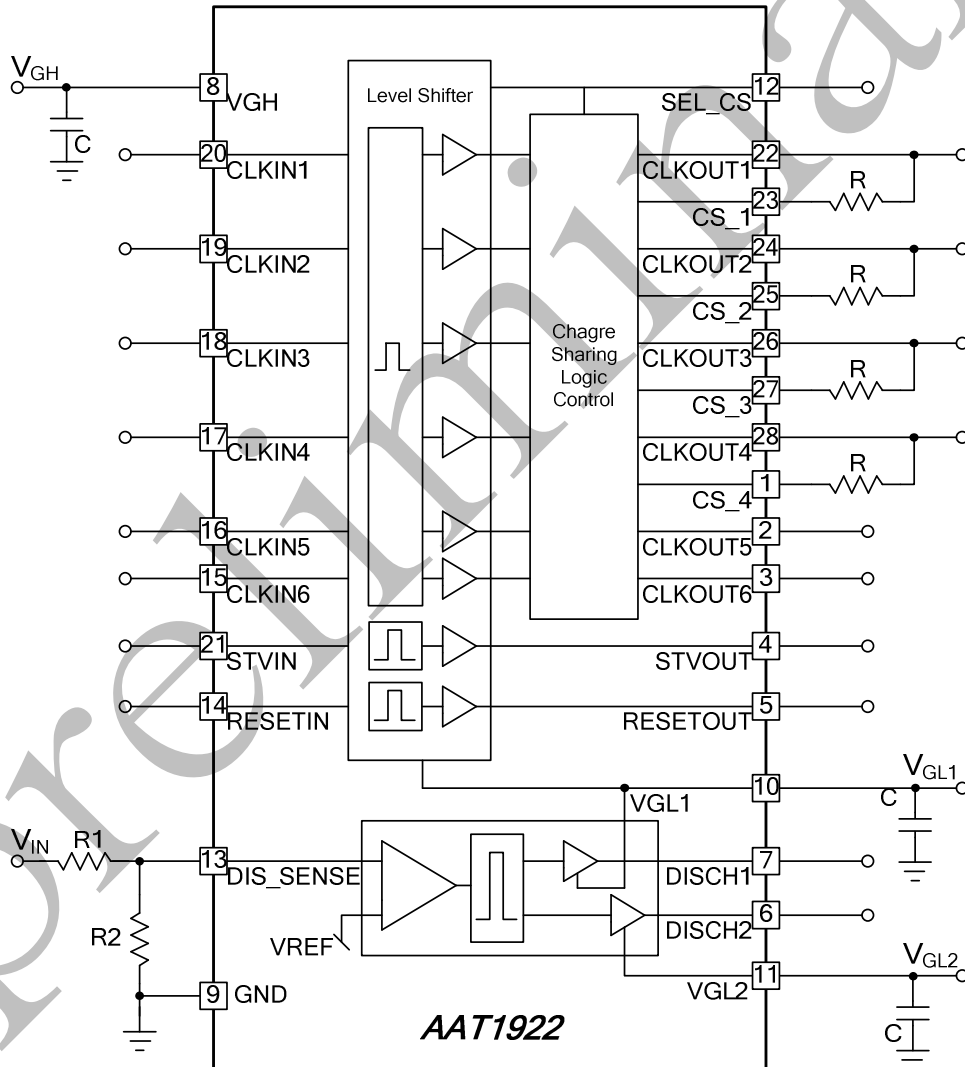 VGH
8
VGH
C
Level Shifter
12
SEL_CS
20
CLKIN1
22
CLKOUT1
R
23
CS_1
19
CLKIN2
24
CLKOUT2
R
25
CS_2
18
CLKIN3
Chagre
Sharing
Logic
Control
26
CLKOUT3
R
27
CS_3
17
CLKIN4
28
CLKOUT4
R
1
CS_4
16
CLKIN5
2
CLKOUT5
15
CLKIN6
3
CLKOUT6
21
STVIN
4
STVOUT
14
RESETIN
5
RESETOUT
VGL1
10
VGL1
C
VIN
R1
13
DIS_SENSE
7
DISCH1
R2
VREF
6
DISCH2
VGL2
11
VGL2
9
GND
C
AAT1922
preliminar